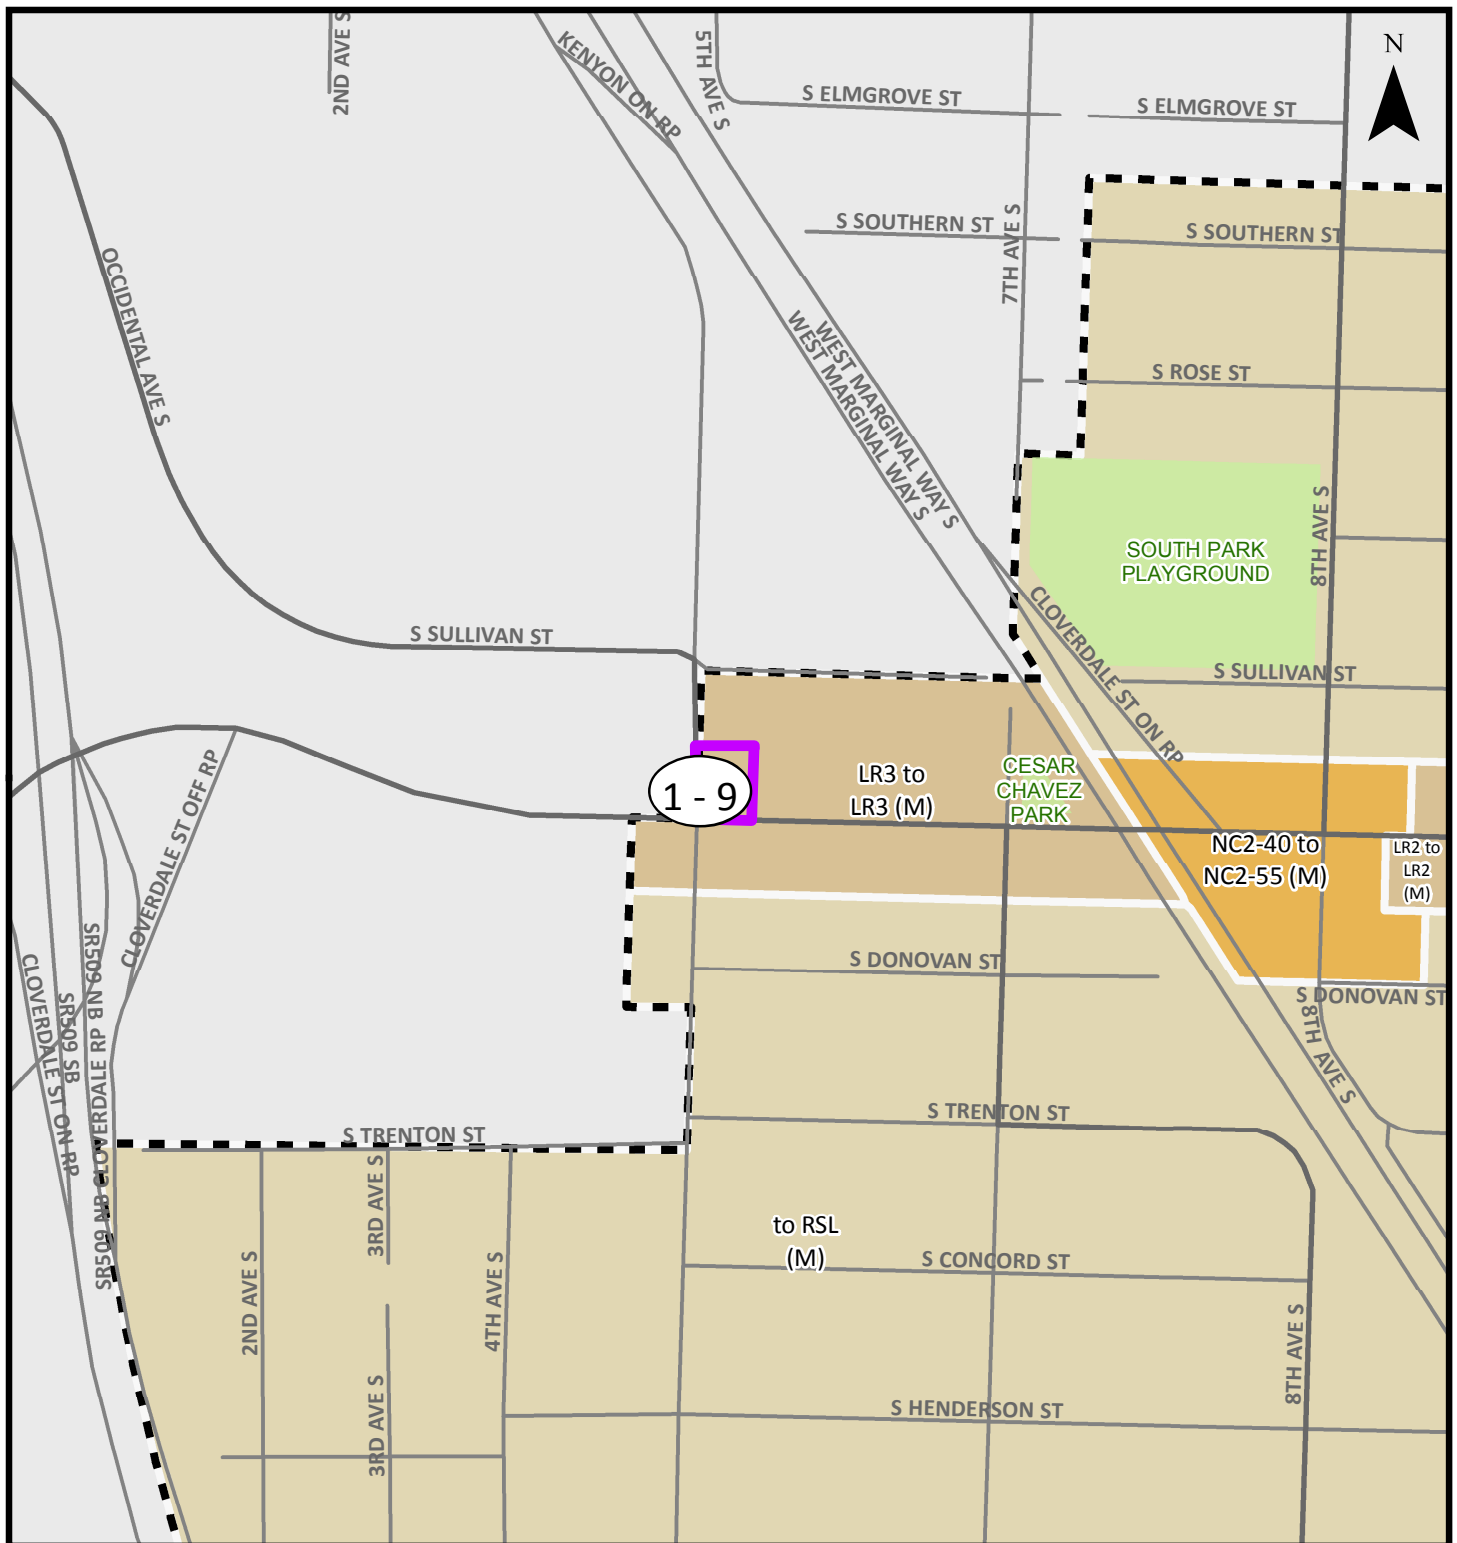 N
2ND AVE S
KENYON ON RP
5TH AVE S
S ELMGROVE ST
S ELMGROVE ST
S SOUTHERN ST
S SOUTHERN ST
7TH AVE S
OCCIDENTAL AVE S
WEST MARGINAL WAY S
WEST MARGINAL WAY S
S ROSE ST
8TH AVE S
SOUTH PARK
PLAYGROUND
CLOVERDALE ST ON RP
S SULLIVAN ST
S SULLIVAN ST
CLOVERDALE ST OFF RP
1 - 9
LR3 to
LR3 (M)
CESAR
CHAVEZ
PARK
NC2-40 to
NC2-55 (M)
LR2 to
LR2
(M)
S DONOVAN ST
S DONOVAN ST
CLOVERDALE ST ON RP
SR509 SB
SR509 NB CLOVERDALE RP
SR509 NB
8TH AVE S
S TRENTON ST
S TRENTON ST
3RD AVE S
to RSL
(M)
2ND AVE S
4TH AVE S
S CONCORD ST
8TH AVE S
3RD AVE S
S HENDERSON ST